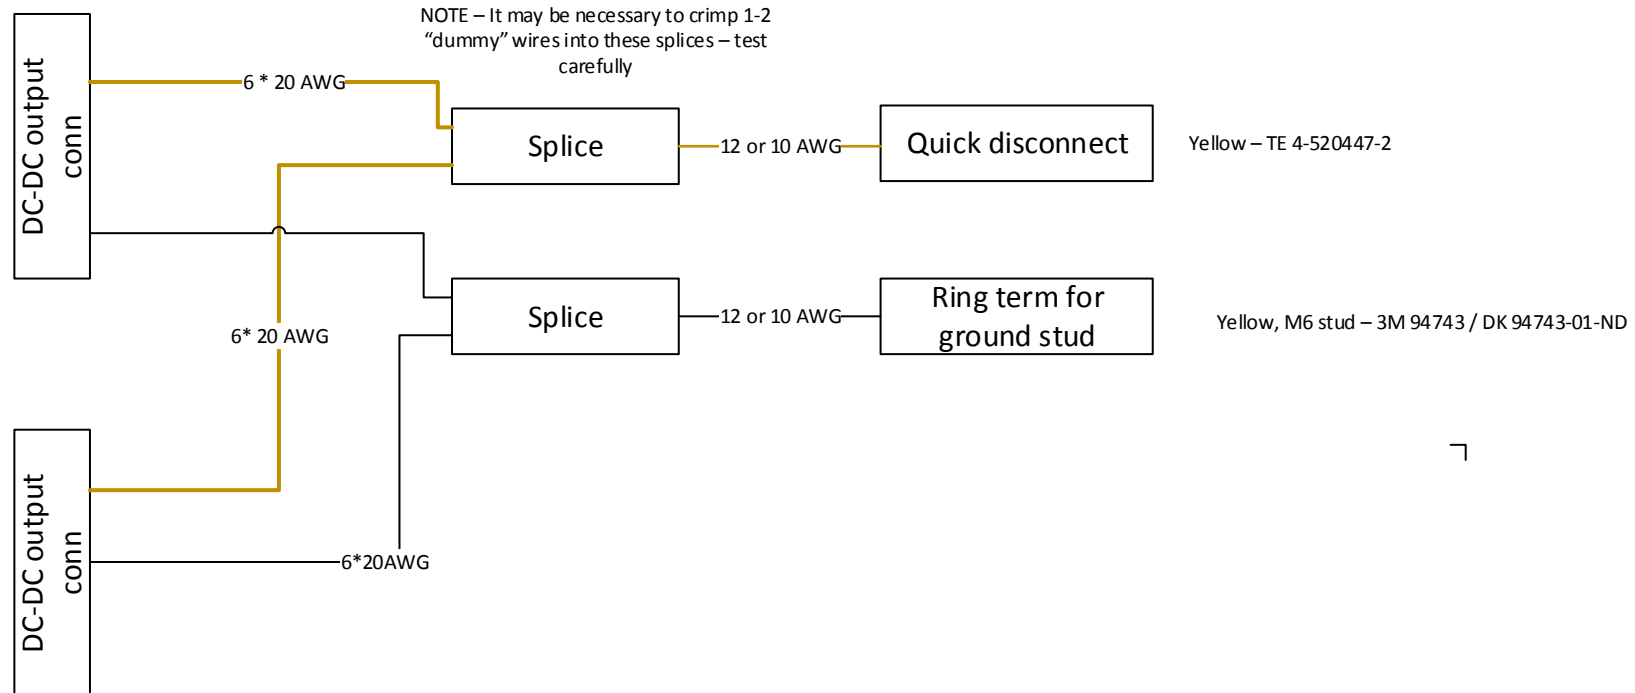 NOTE – It may be necessary to crimp 1-2
“dummy” wires into these splices – test
carefully
DC-DC output
conn
6 * 20 AWG
Splice
12 or 10 AWG
Quick disconnect
Yellow – TE 4-520447-2
6* 20 AWG
Splice
12 or 10 AWG
Ring term for
ground stud
Yellow, M6 stud – 3M 94743 / DK 94743-01-ND
DC-DC output
conn
6*20AWG